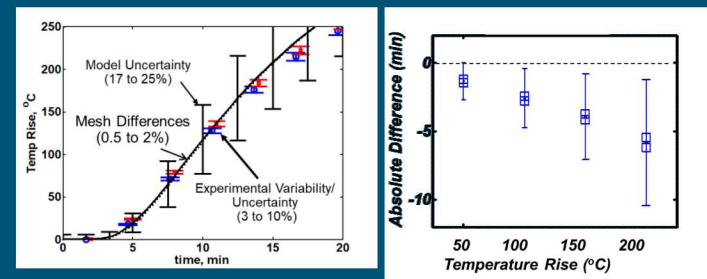 250
200
150
100
50
0
Temp Rise, °C
Model Uncertainty
(17 to 25%)
Mesh Differences
(0.5 to 2%)
Experimental Variability/
Uncertainty
(3 to 10%)
0
5
10
15
20
time, min
Absolute Difference (min)
0
-5
-10
50
100
150
200
Temperature Rise (°C)